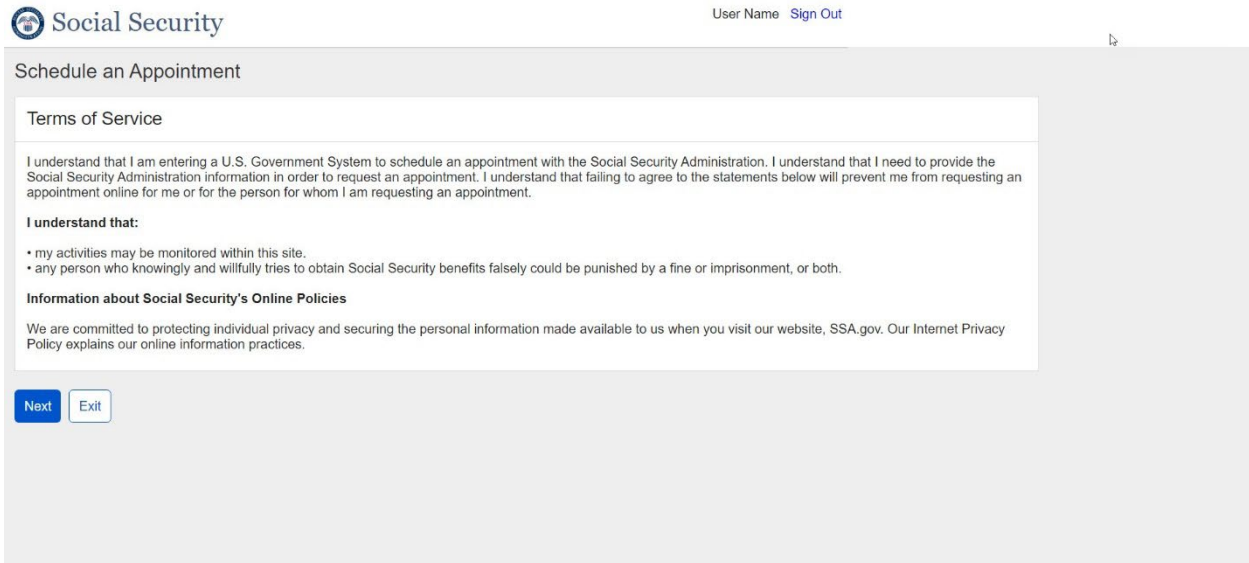 Social Security
User Name Sign Out
Schedule an Appointment
Terms of Service
I understand that I am entering a U.S. Government System to schedule an appointment with the Social Security Administration. I understand that I need to provide the
Social Security Administration information in order to request an appointment. I understand that failing to agree to the statements below will prevent me from requesting an
appointment online for me or for the person for whom I am requesting an appointment.
I understand that:
• my activities may be monitored within this site.
• any person who knowingly and willfully tries to obtain Social Security benefits falsely could be punished by a fine or imprisonment, or both.
Information about Social Security's Online Policies
We are committed to protecting individual privacy and securing the personal information made available to us when you visit our website, SSA.gov. Our Internet Privacy
Policy explains our online information practices.
Next Exit